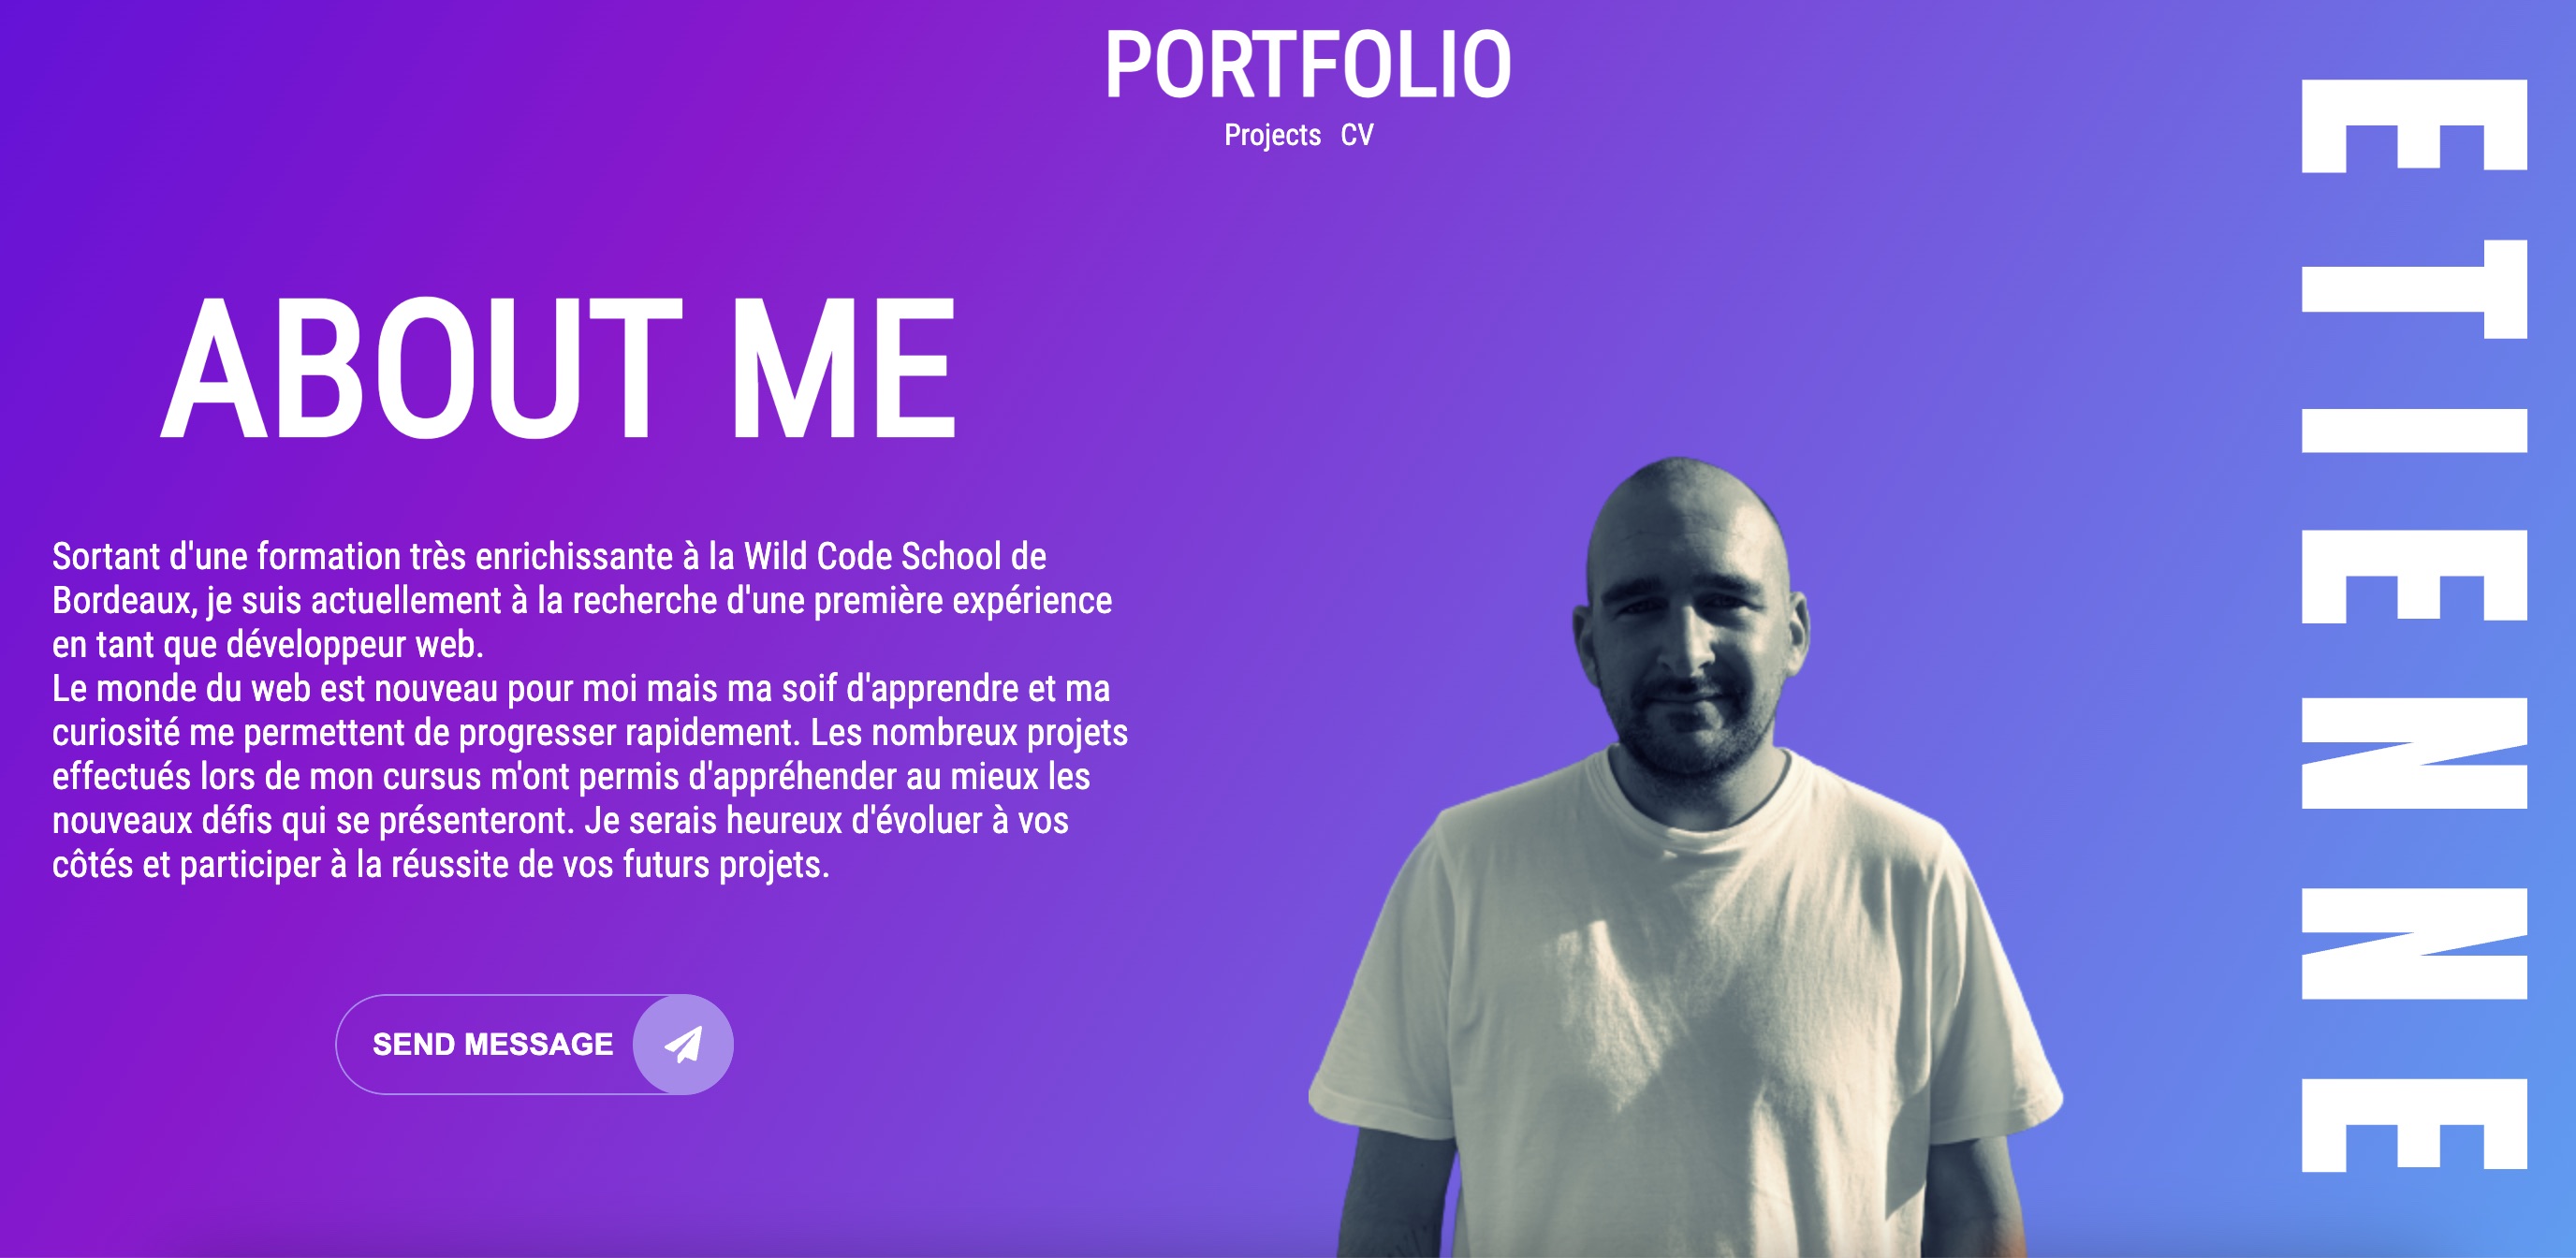 PORTFOLIO
Projects CV
ABOUT ME
Sortant d'une formation très enrichissante à la Wild Code School de
Bordeaux, je suis actuellement à la recherche d'une première expérience
en tant que développeur web.
Le monde du web est nouveau pour moi mais ma soif d'apprendre et ma
curiosité me permettent de progresser rapidement. Les nombreux projets
effectués lors de mon cursus m'ont permis d'appréhender au mieux les
nouveaux défis qui se présenteront. Je serais heureux d'évoluer à vos
côtés et participer à la réussite de vos futurs projets.
SEND MESSAGE
ETIENNE